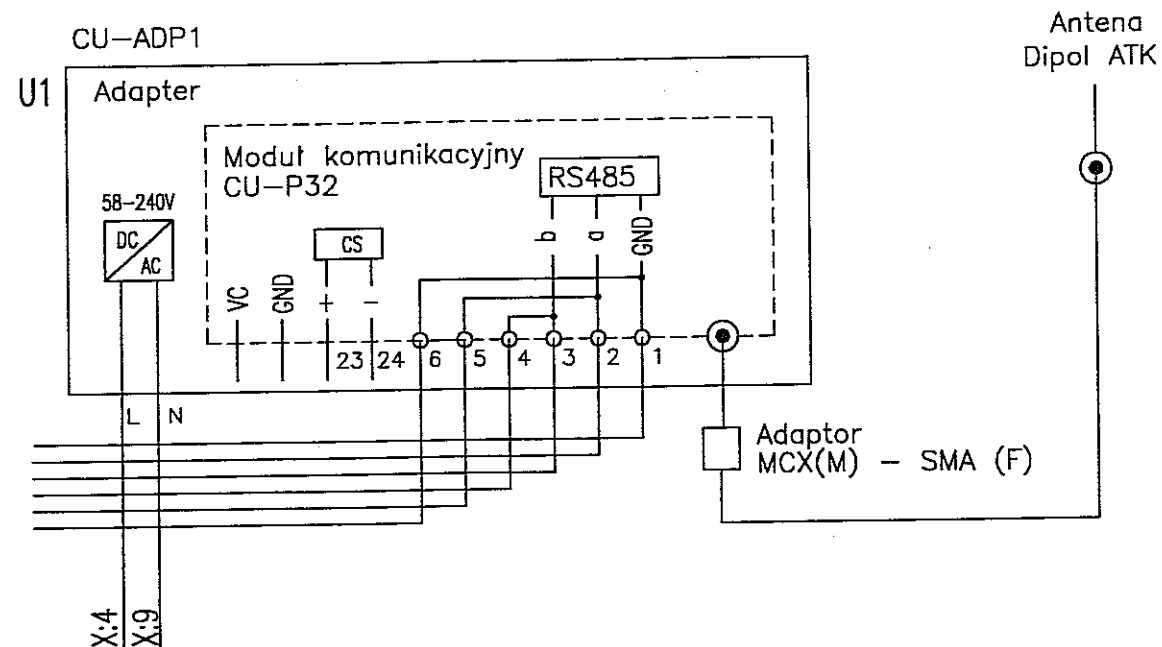 CU-ADP1
Antena
Dipol ATK
U1
Adapter
Moduł komunikacyjny
CU-P32
RS485
58-240V
DC
AC
CS
b
a
GND
VC
GND
+
-
23
24
6
5
4
3
2
1
L
N
Adaptor
MCX(M) - SMA (F)
X:4
X:9